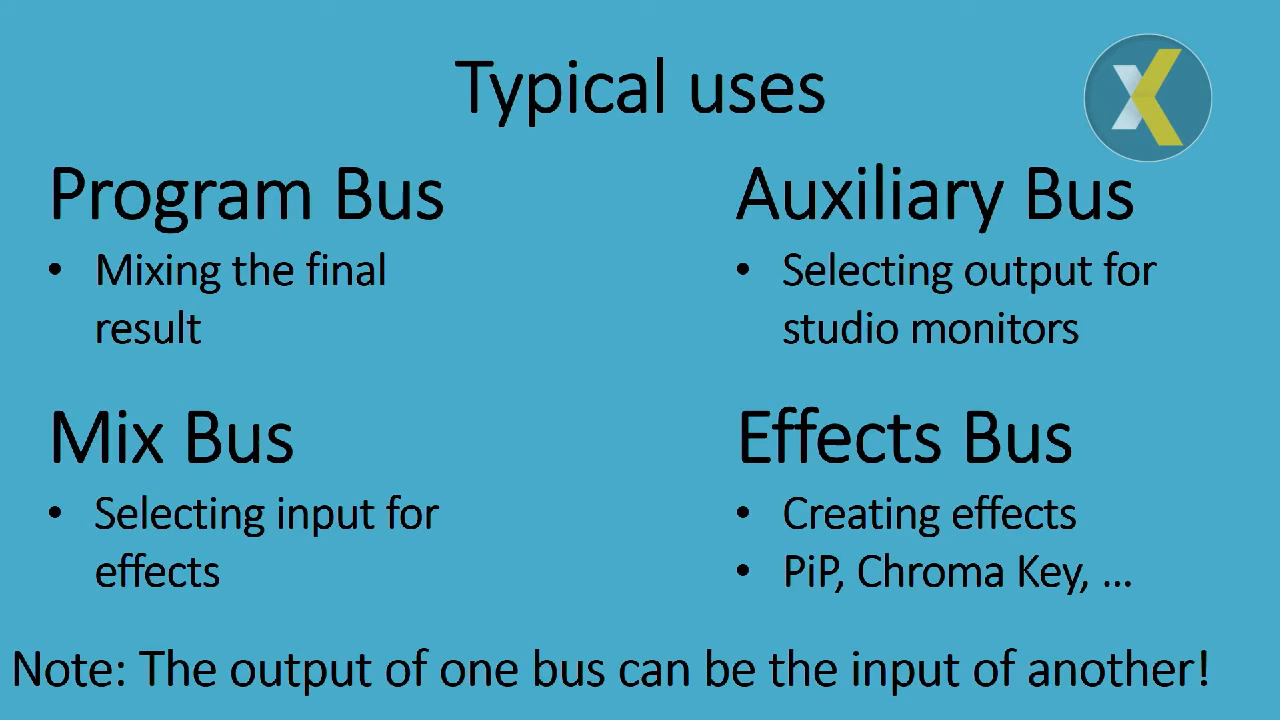 Typical uses
Program Bus
• Mixing the final
result
Auxiliary Bus
• Selecting output for
studio monitors
Mix Bus
• Selecting input for
effects
Effects Bus
• Creating effects
• PiP, Chroma Key, ...
Note: The output of one bus can be the input of another!